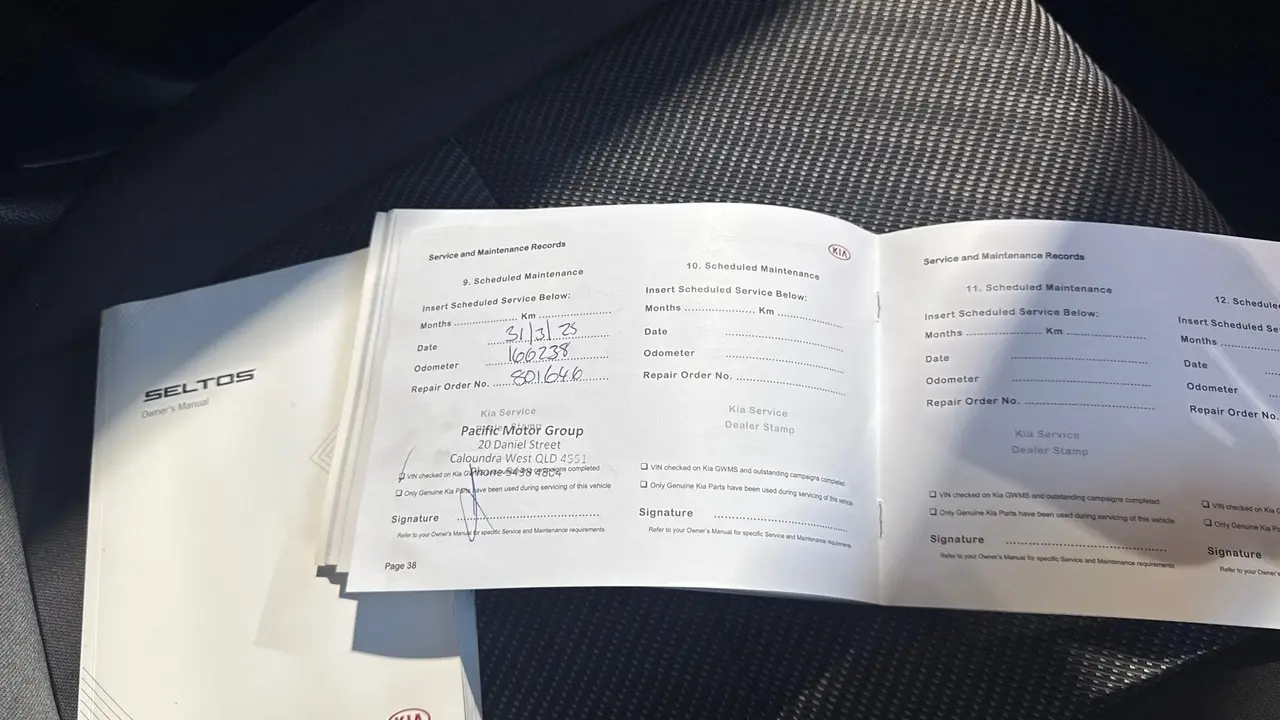 SELTOS
Owner's Manual
KIA
Service and Maintenance Records
9. Scheduled Maintenance
Insert Scheduled Service Below:
Months .................... Km ....................
Date 31/3/25
Odometer 166238
Repair Order No. 801646
Kia Service
Pacific Motor Group
20 Daniel Street
Caloundra West QLD 4551
Phone 5438 4804
VIN checked on Kia GWMS and outstanding campaigns completed
Only Genuine Kia Parts have been used during servicing of this vehicle
Signature
Refer to your Owner's Manual for specific Service and Maintenance requirements
Page 38
KIA
10. Scheduled Maintenance
Insert Scheduled Service Below:
Months .................... Km ....................
Date
Odometer
Repair Order No.
Kia Service
Dealer Stamp
VIN checked on Kia GWMS and outstanding campaigns completed
Only Genuine Kia Parts have been used during servicing of this vehicle
Signature
Refer to your Owner's Manual for specific Service and Maintenance requirements
Service and Maintenance Records
11. Scheduled Maintenance
Insert Scheduled Service Below:
Months .................... Km ....................
Date
Odometer
Repair Order No.
Kia Service
Dealer Stamp
VIN checked on Kia GWMS and outstanding campaigns completed
Only Genuine Kia Parts have been used during servicing of this vehicle
Signature
Refer to your Owner's Manual for specific Service and Maintenance requirements
12. Schedule
Insert Scheduled Se
Months
Date
Odometer
Repair Order No.
VIN checked on Kia G
Only Genuine Kia P
Signature
Refer to your Owner's